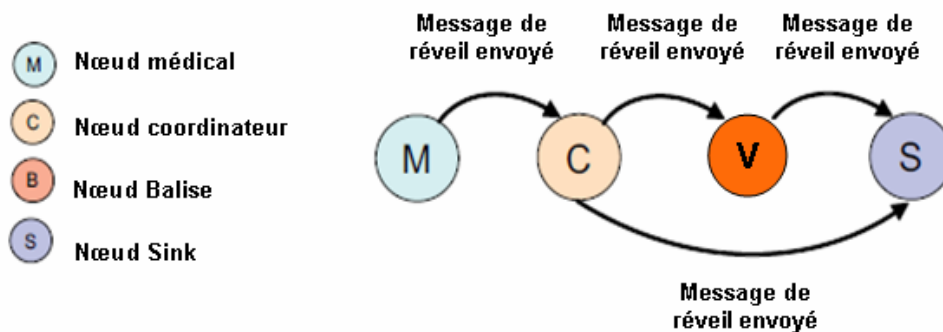 M Nœud médical
C Nœud coordinateur
B Nœud Balise
S Nœud Sink
Message de
réveil envoyé
Message de
réveil envoyé
Message de
réveil envoyé
M
C
V
S
Message de
réveil envoyé